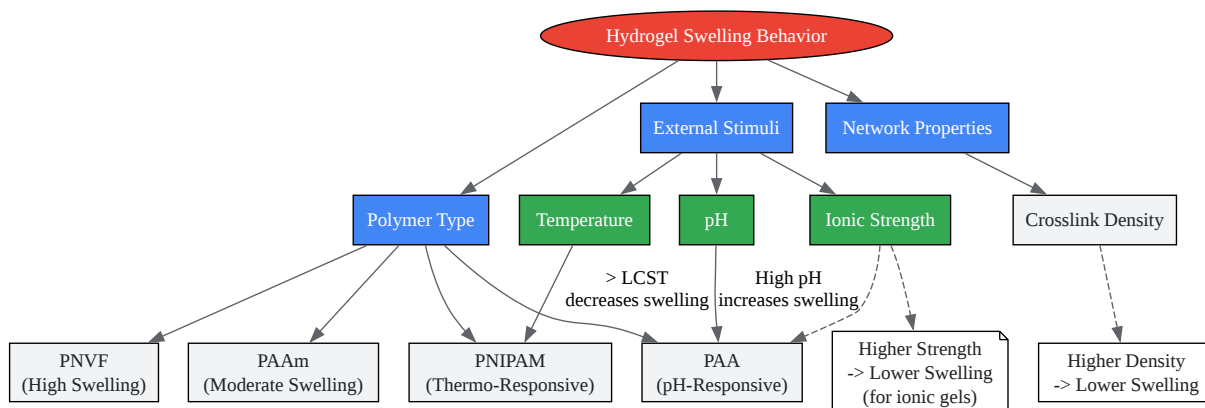 Hydrogel Swelling Behavior
External Stimuli
Network Properties
Polymer Type
Temperature
pH
Ionic Strength
Crosslink Density
> LCST
decreases swelling
High pH
increases swelling
PNVF
(High Swelling)
PAAm
(Moderate Swelling)
PNIPAM
(Thermo-Responsive)
PAA
(pH-Responsive)
Higher Strength
-> Lower Swelling
(for ionic gels)
Higher Density
-> Lower Swelling